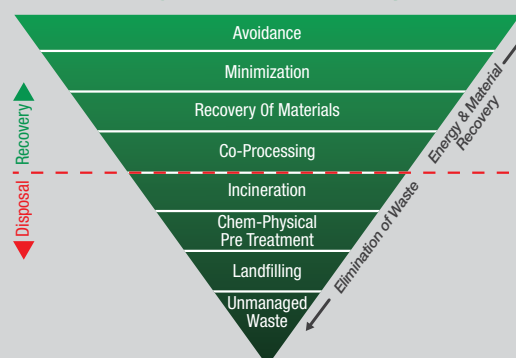 Avoidance
Minimization
Recovery Of Materials
Co-Processing
Incineration
Chem-Physical
Pre Treatment
Landfilling
Unmanaged
Waste
Recovery
Disposal
Energy & Material
Recovery
Elimination of Waste